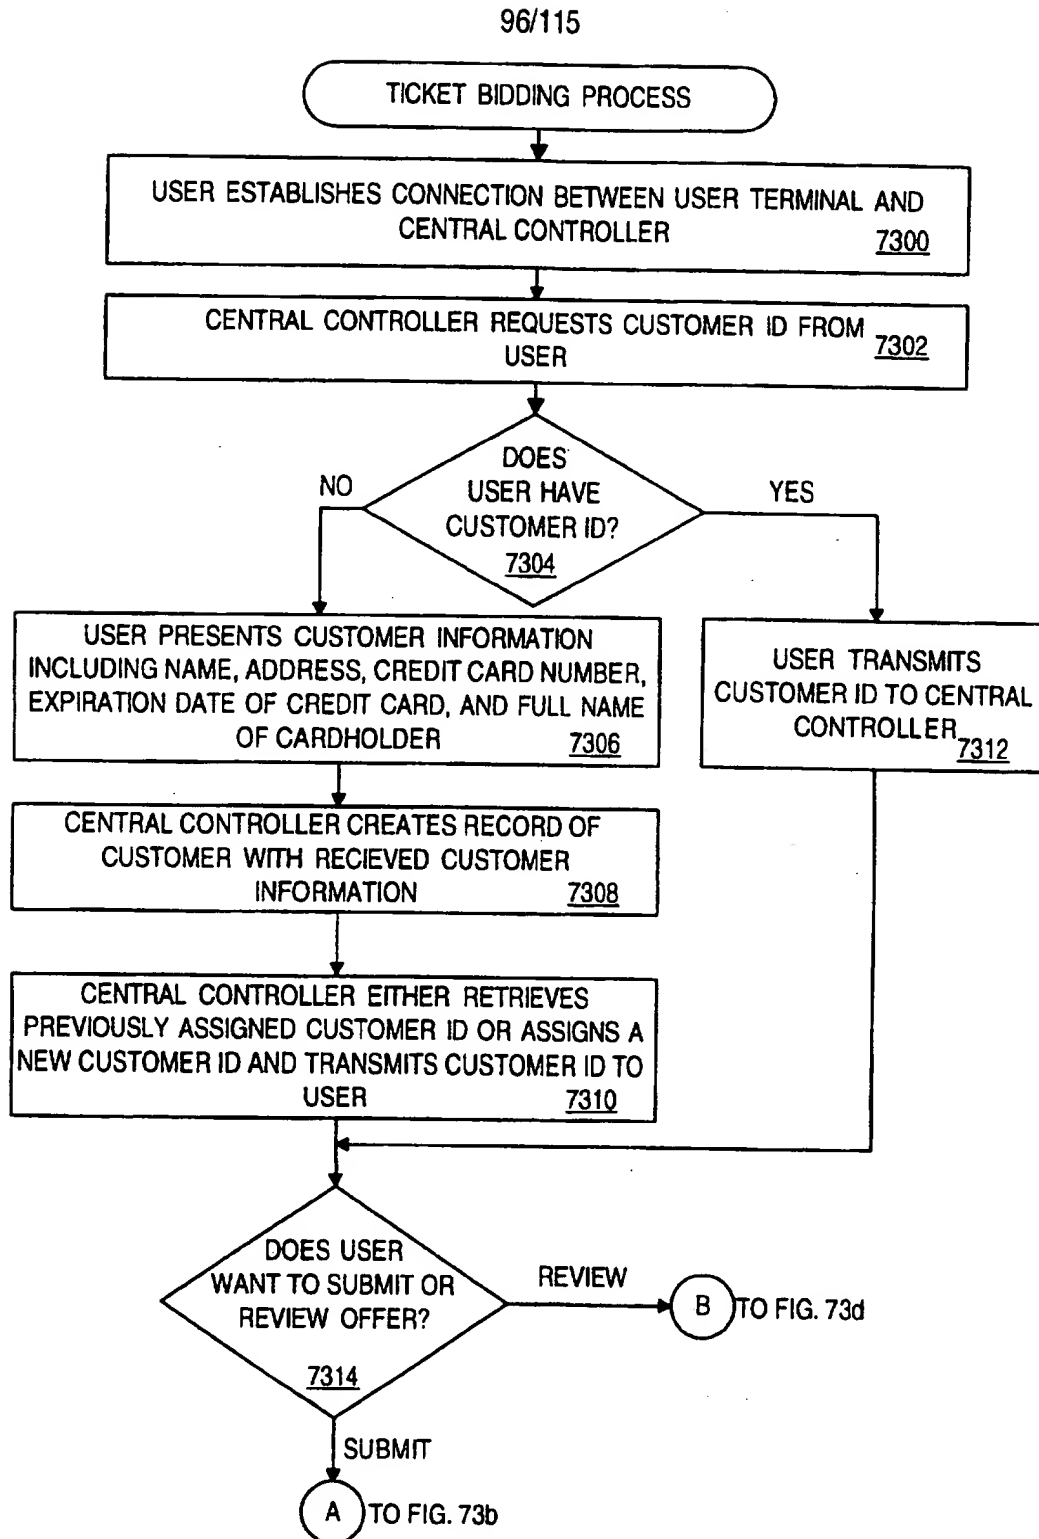 96/115
TICKET BIDDING PROCESS
USER ESTABLISHES CONNECTION BETWEEN USER TERMINAL AND
CENTRAL CONTROLLER
7300
CENTRAL CONTROLLER REQUESTS CUSTOMER ID FROM
USER
7302
DOES
USER HAVE
CUSTOMER ID?
7304
NO
YES
USER PRESENTS CUSTOMER INFORMATION
INCLUDING NAME, ADDRESS, CREDIT CARD NUMBER,
EXPIRATION DATE OF CREDIT CARD, AND FULL NAME
OF CARDHOLDER
7306
USER TRANSMITS
CUSTOMER ID TO CENTRAL
CONTROLLER
7312
CENTRAL CONTROLLER CREATES RECORD OF
CUSTOMER WITH RECIEVED CUSTOMER
INFORMATION
7308
CENTRAL CONTROLLER EITHER RETRIEVES
PREVIOUSLY ASSIGNED CUSTOMER ID OR ASSIGNS A
NEW CUSTOMER ID AND TRANSMITS CUSTOMER ID TO
USER
7310
DOES USER
WANT TO SUBMIT OR
REVIEW OFFER?
7314
REVIEW
B
TO FIG. 73d
SUBMIT
A
TO FIG. 73b